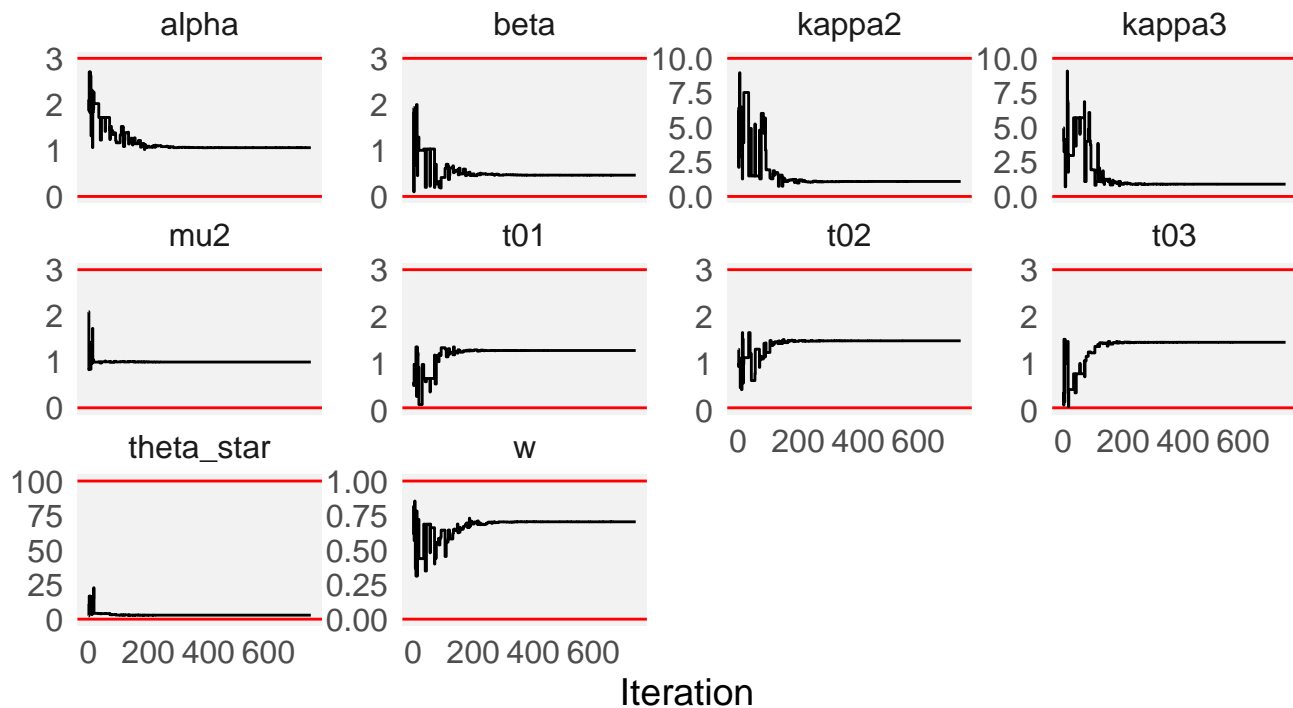 alpha beta kappa2 kappa3
3 3 10.0 10.0
2 2 7.5 7.5
5.0 5.0
1 1 2.5 2.5
0 0 0.0 0.0
mu2 t01 t02 t03
3 3 3 3
2 2 2 2
1 1 1 1
0 0 0 0
0 200 400 600 0 200 400 600
theta_star w
100 1.00
75 0.75
50 0.50
25 0.25
0 0.00
0 200 400 600 0 200 400 600
Iteration